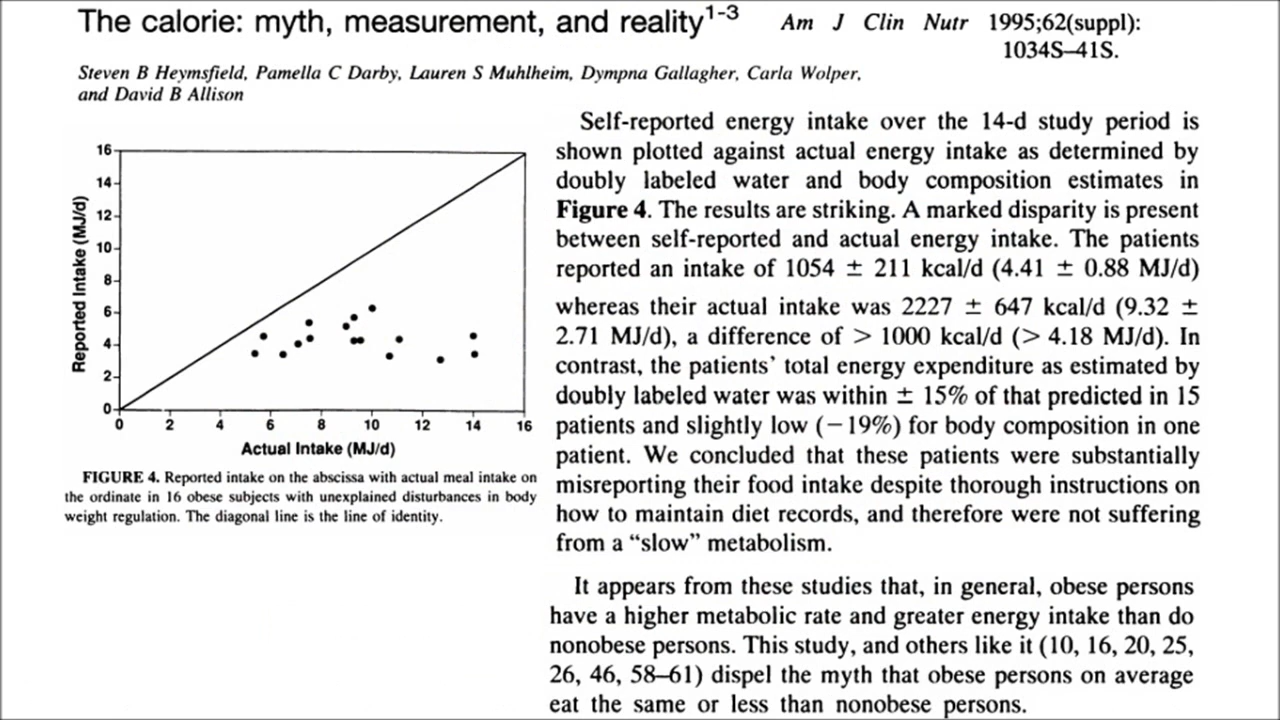 The calorie: myth, measurement, and reality1-3
Am J Clin Nutr 1995;62(suppl):
1034S–41S.
Steven B Heymsfield, Pamella C Darby, Lauren S Muhlheim, Dympna Gallagher, Carla Wolper,
and David B Allison
16
14
12
10
8
6
4
2
0
Reported Intake (MJ/d)
0 2 4 6 8 10 12 14 16
Actual Intake (MJ/d)
FIGURE 4. Reported intake on the abscissa with actual meal intake on
the ordinate in 16 obese subjects with unexplained disturbances in body
weight regulation. The diagonal line is the line of identity.
Self-reported energy intake over the 14-d study period is
shown plotted against actual energy intake as determined by
doubly labeled water and body composition estimates in
Figure 4. The results are striking. A marked disparity is present
between self-reported and actual energy intake. The patients
reported an intake of 1054 ± 211 kcal/d (4.41 ± 0.88 MJ/d)
whereas their actual intake was 2227 ± 647 kcal/d (9.32 ±
2.71 MJ/d), a difference of > 1000 kcal/d (> 4.18 MJ/d). In
contrast, the patients' total energy expenditure as estimated by
doubly labeled water was within ± 15% of that predicted in 15
patients and slightly low (−19%) for body composition in one
patient. We concluded that these patients were substantially
misreporting their food intake despite thorough instructions on
how to maintain diet records, and therefore were not suffering
from a “slow” metabolism.
It appears from these studies that, in general, obese persons
have a higher metabolic rate and greater energy intake than do
nonobese persons. This study, and others like it (10, 16, 20, 25,
26, 46, 58–61) dispel the myth that obese persons on average
eat the same or less than nonobese persons.